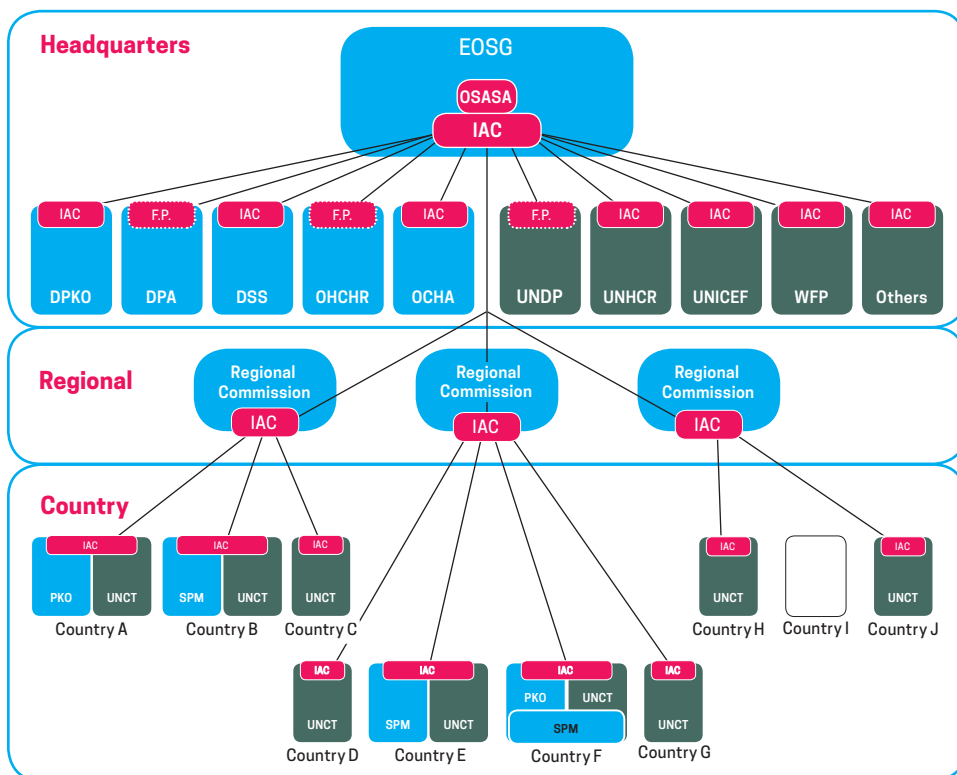 Headquarters
EOSG
OSASA
IAC
IAC
F.P.
IAC
F.P.
IAC
F.P.
IAC
IAC
IAC
IAC
DPKO
DPA
DSS
OHCHR
OCHA
UNDP
UNHCR
UNICEF
WFP
Others
Regional
Regional
Commission
IAC
Regional
Commission
IAC
Regional
Commission
IAC
Country
IAC
PKO
UNCT
Country A
IAC
SPM
UNCT
Country B
IAC
UNCT
Country C
IAC
UNCT
Country H
Country I
IAC
UNCT
Country J
IAC
UNCT
Country D
IAC
SPM
UNCT
Country E
IAC
PKO
UNCT
SPM
Country F
IAC
UNCT
Country G